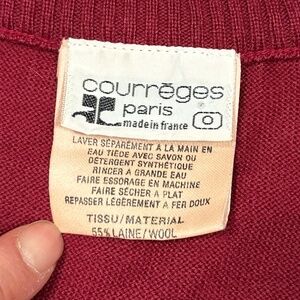 courrèges
paris
made in france
0
LAVER SÉPARÉMENT A LA MAIN EN
EAU TIÈDE AVEC SAVON OU
DÉTERGENT SYNTHÉTIQUE
RINCER A GRANDE EAU
FAIRE ESSORAGE EN MACHINE
FAIRE SÉCHER A PLAT
REPASSER LÉGÈREMENT A FER DOUX
TISSU/MATERIAL
55% LAINE/WOOL